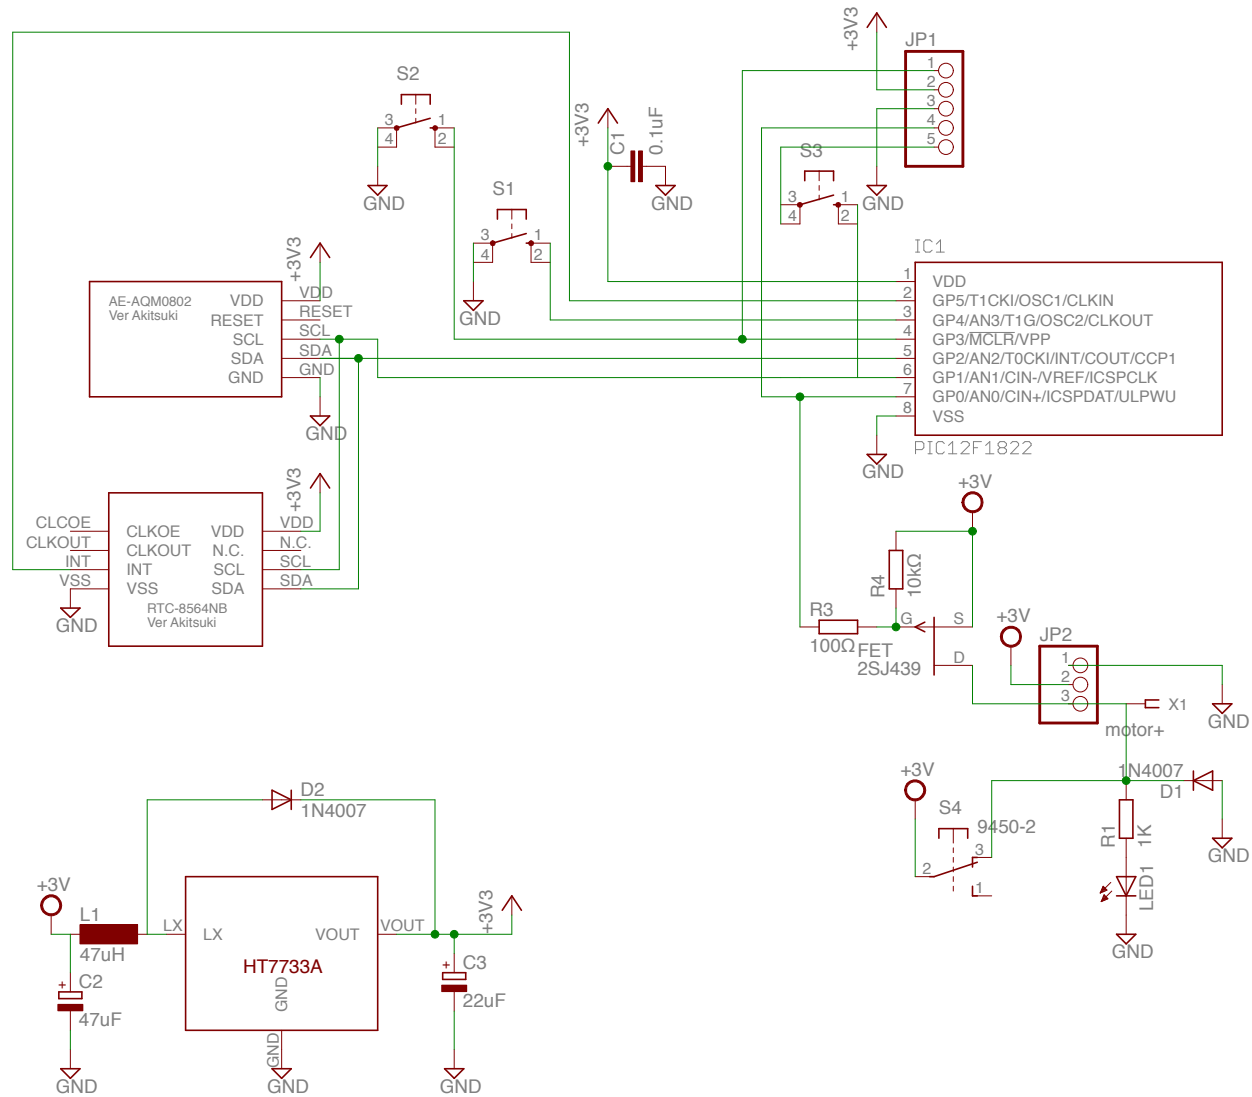 +3V3
JP1
1
2
3
4
5
S2
3
4
1
2
GND
+3V3
C1
0.1uF
GND
S3
3
4
1
2
GND
S1
3
4
1
2
GND
IC1
1 VDD
2 GP5/T1CKI/OSC1/CLKIN
3 GP4/AN3/T1G/OSC2/CLKOUT
4 GP3/MCLR/VPP
5 GP2/AN2/T0CKI/INT/COUT/CCP1
6 GP1/AN1/CIN-/VREF/ICSPCLK
7 GP0/AN0/CIN+/ICSPDAT/ULPWU
8 VSS
PIC12F1822
GND
+3V3
AE-AQM0802
Ver Akitsuki
VDD VDD
RESET RESET
SCL SCL
SDA SDA
GND GND
GND
+3V3
CLCOE CLKOE
CLKOUT CLKOUT
INT INT
VSS VSS
VDD VDD
N.C. N.C.
SCL SCL
SDA SDA
RTC-8564NB
Ver Akitsuki
GND
+3V
R4
10kΩ
R3
100Ω
G
S
D
FET
2SJ439
+3V
JP2
1
2
3
GND
X1
motor+
1N4007
D1
GND
+3V
S4
9450-2
2
3
1
R1
1K
LED1
GND
D2
1N4007
+3V
L1
47uH
LX LX
VOUT VOUT
HT7733A
GND
GND
GND
C2
47uF
GND
+3V3
C3
22uF
GND